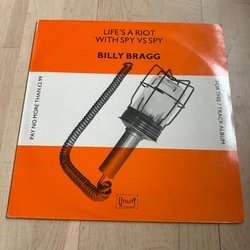 LIFE'S A RIOT
WITH SPY VS SPY
BILLY BRAGG
PAY NO MORE THAN £2.99
FOR THIS 7 TRACK ALBUM
UTILITY